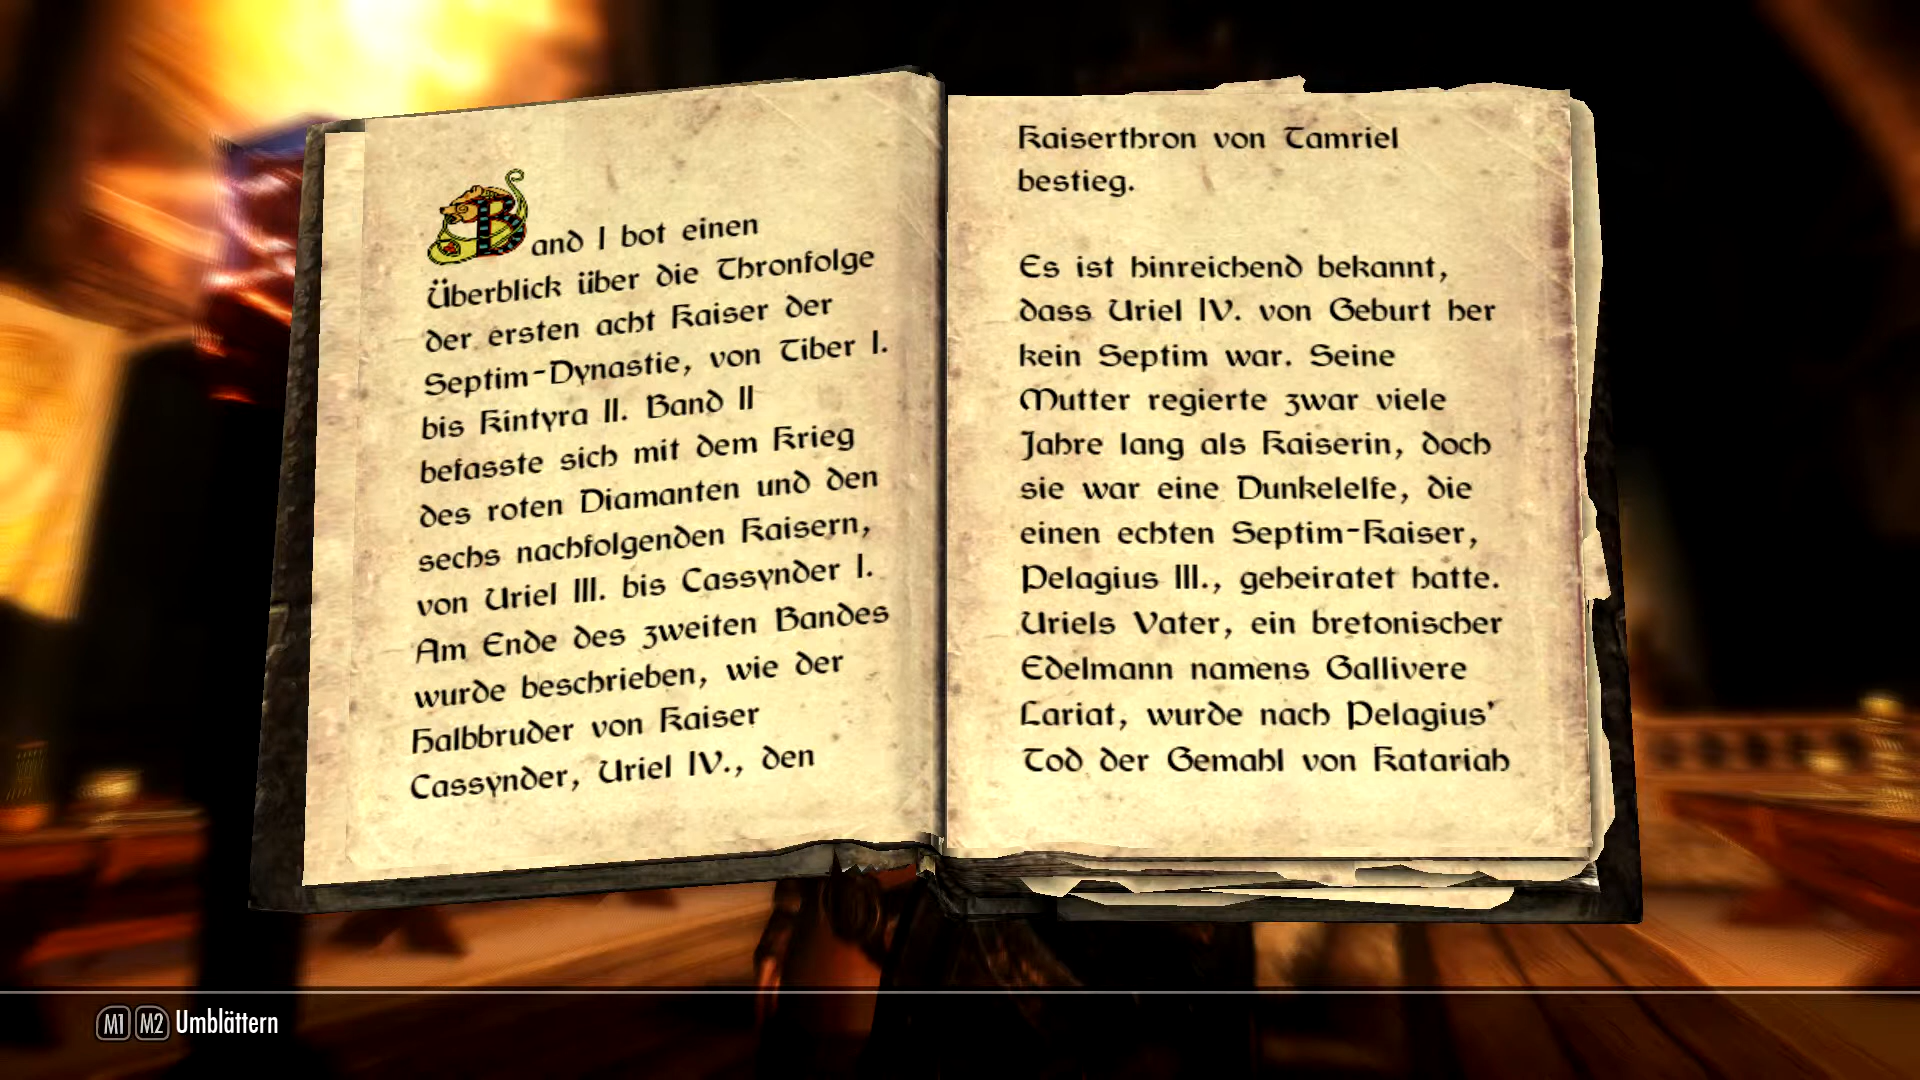 Band I bot einen
Überblick über die Thronfolge
der ersten acht Kaiser der
Septim-Dynastie, von Tiber I.
bis Kintyra II. Band II
befasste sich mit dem Krieg
des roten Diamanten und den
sechs nachfolgenden Kaisern,
von Uriel III. bis Cassynder I.
Am Ende des zweiten Bandes
wurde beschrieben, wie der
Halbbruder von Kaiser
Cassynder, Uriel IV., den
Kaiserthron von Tamriel
bestieg.
Es ist hinreichend bekannt,
dass Uriel IV. von Geburt her
kein Septim war. Seine
Mutter regierte zwar viele
Jahre lang als Kaiserin, doch
sie war eine Dunkelelfe, die
einen echten Septim-Kaiser,
Pelagius III., geheiratet hatte.
Uriels Vater, ein bretonischer
Edelmann namens Gallivere
Lariat, wurde nach Pelagius'
Tod der Gemahl von Katariah
M1 M2 Umblättern